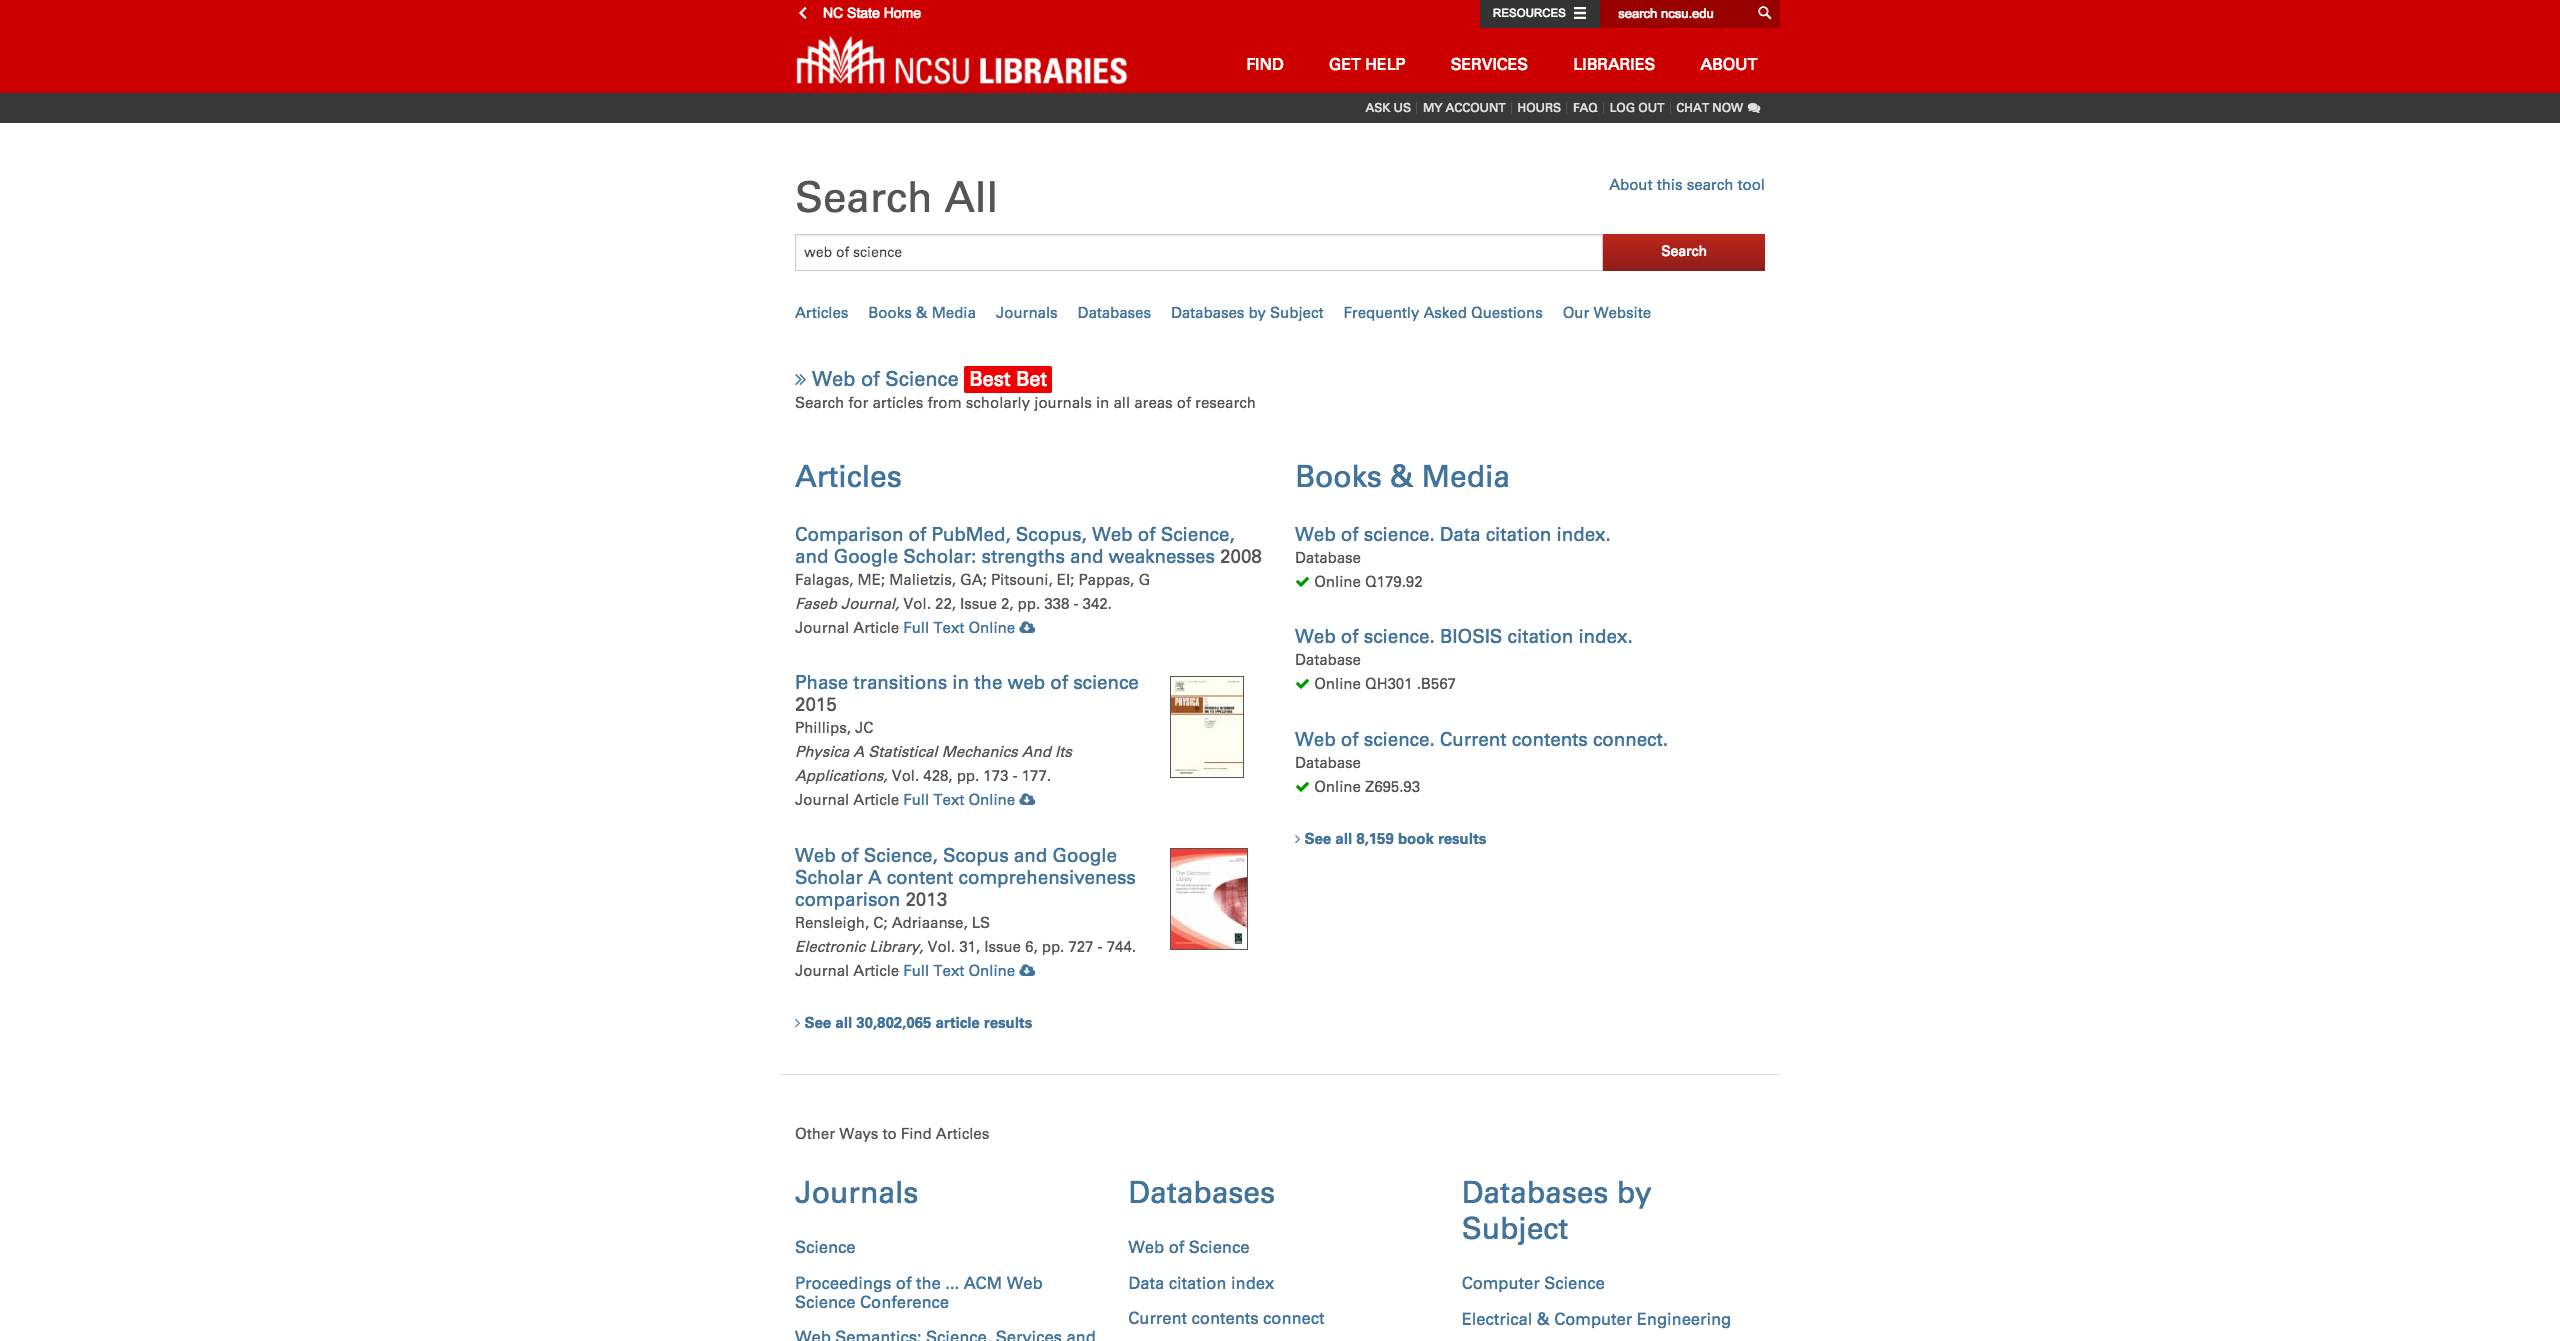 NC State Home
RESOURCES
search ncsu.edu
NCSU LIBRARIES
FIND
GET HELP
SERVICES
LIBRARIES
ABOUT
ASK US
MY ACCOUNT
HOURS
FAQ
LOG OUT
CHAT NOW
Search All
About this search tool
web of science
Search
Articles
Books & Media
Journals
Databases
Databases by Subject
Frequently Asked Questions
Our Website
» Web of Science Best Bet
Search for articles from scholarly journals in all areas of research
Articles
Comparison of PubMed, Scopus, Web of Science,
and Google Scholar: strengths and weaknesses 2008
Falagas, ME; Malietzis, GA; Pitsouni, EI; Pappas, G
Faseb Journal, Vol. 22, Issue 2, pp. 338 - 342.
Journal Article Full Text Online
Phase transitions in the web of science
2015
Phillips, JC
Physica A Statistical Mechanics And Its
Applications, Vol. 428, pp. 173 - 177.
Journal Article Full Text Online
PHYSICA
Web of Science, Scopus and Google
Scholar A content comprehensiveness
comparison 2013
Rensleigh, C; Adriaanse, LS
Electronic Library, Vol. 31, Issue 6, pp. 727 - 744.
Journal Article Full Text Online
The Electronic
Library
> See all 30,802,065 article results
Books & Media
Web of science. Data citation index.
Database
Online Q179.92
Web of science. BIOSIS citation index.
Database
Online QH301 .B567
Web of science. Current contents connect.
Database
Online Z695.93
> See all 8,159 book results
Other Ways to Find Articles
Journals
Science
Proceedings of the ... ACM Web
Science Conference
Web Semantics: Science, Services and
Databases
Web of Science
Data citation index
Current contents connect
Databases by
Subject
Computer Science
Electrical & Computer Engineering